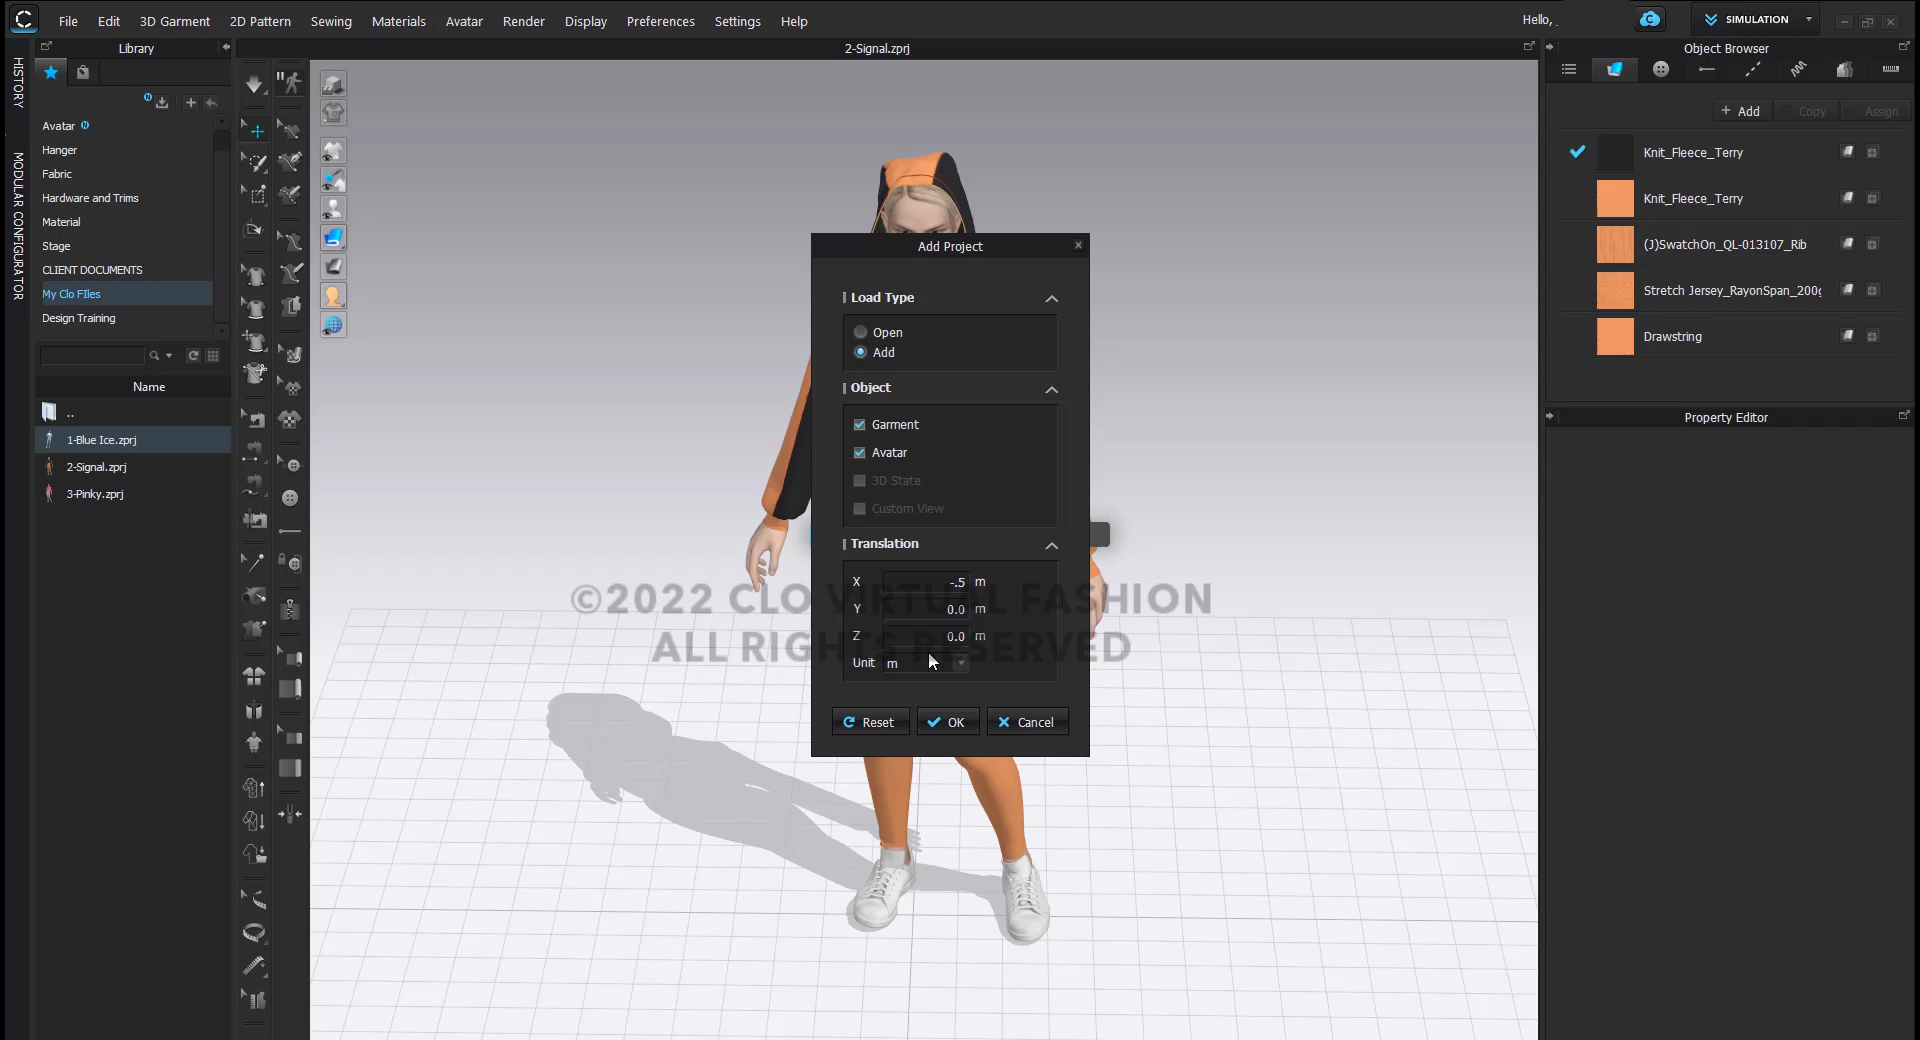 File Edit 3D Garment 2D Pattern Sewing Materials Avatar Render Display Preferences Settings Help
Hello,
SIMULATION
Library
2-Signal.zprj
Object Browser
HISTORY
MODULAR CONFIGURATOR
Avatar N
Hanger
Fabric
Hardware and Trims
Material
Stage
CLIENT DOCUMENTS
My Clo FIles
Design Training
Name
..
1-Blue Ice.zprj
2-Signal.zprj
3-Pinky.zprj
Add Project
Load Type
Open
Add
Object
Garment
Avatar
3D State
Custom View
Translation
X -.5 m
Y 0.0 m
Z 0.0 m
Unit m
Reset OK Cancel
©2022 CLO VIRTUAL FASHION
ALL RIGHTS RESERVED
+ Add Copy Assign
Knit_Fleece_Terry
Knit_Fleece_Terry
(J)SwatchOn_QL-013107_Rib
Stretch Jersey_RayonSpan_200g
Drawstring
Property Editor